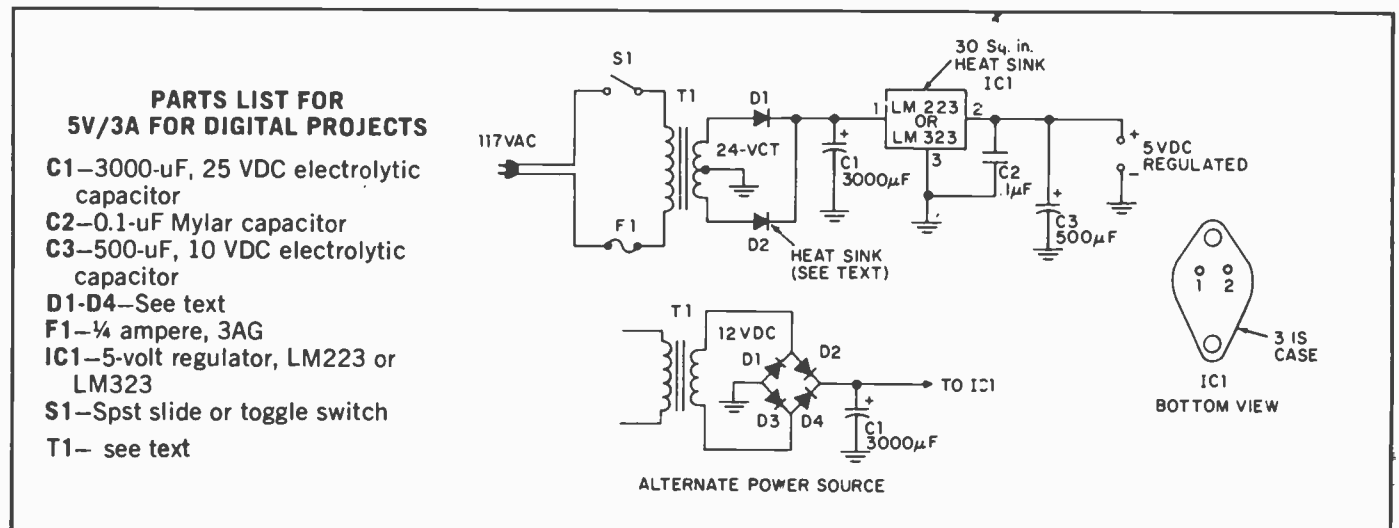 PARTS LIST FOR
5V/3A FOR DIGITAL PROJECTS
C1—3000-uF, 25 VDC electrolytic
capacitor
C2—0.1-uF Mylar capacitor
C3—500-uF, 10 VDC electrolytic
capacitor
D1-D4—See text
F1—¼ ampere, 3AG
IC1—5-volt regulator, LM223 or
LM323
S1—Spst slide or toggle switch
T1— see text
117VAC
S1
F1
T1
24-VCT
D1
D2
HEAT SINK
(SEE TEXT)
+
C1
3000µF
30 Sq. in.
HEAT SINK
IC1
1
LM 223
OR
LM 323
2
3
C2
.1µF
+
C3
500µF
+
5VDC
REGULATED
-
1 2
3 IS
CASE
IC1
BOTTOM VIEW
T1
12VDC
D1
D2
D3
D4
+
C1
3000µF
TO IC1
ALTERNATE POWER SOURCE